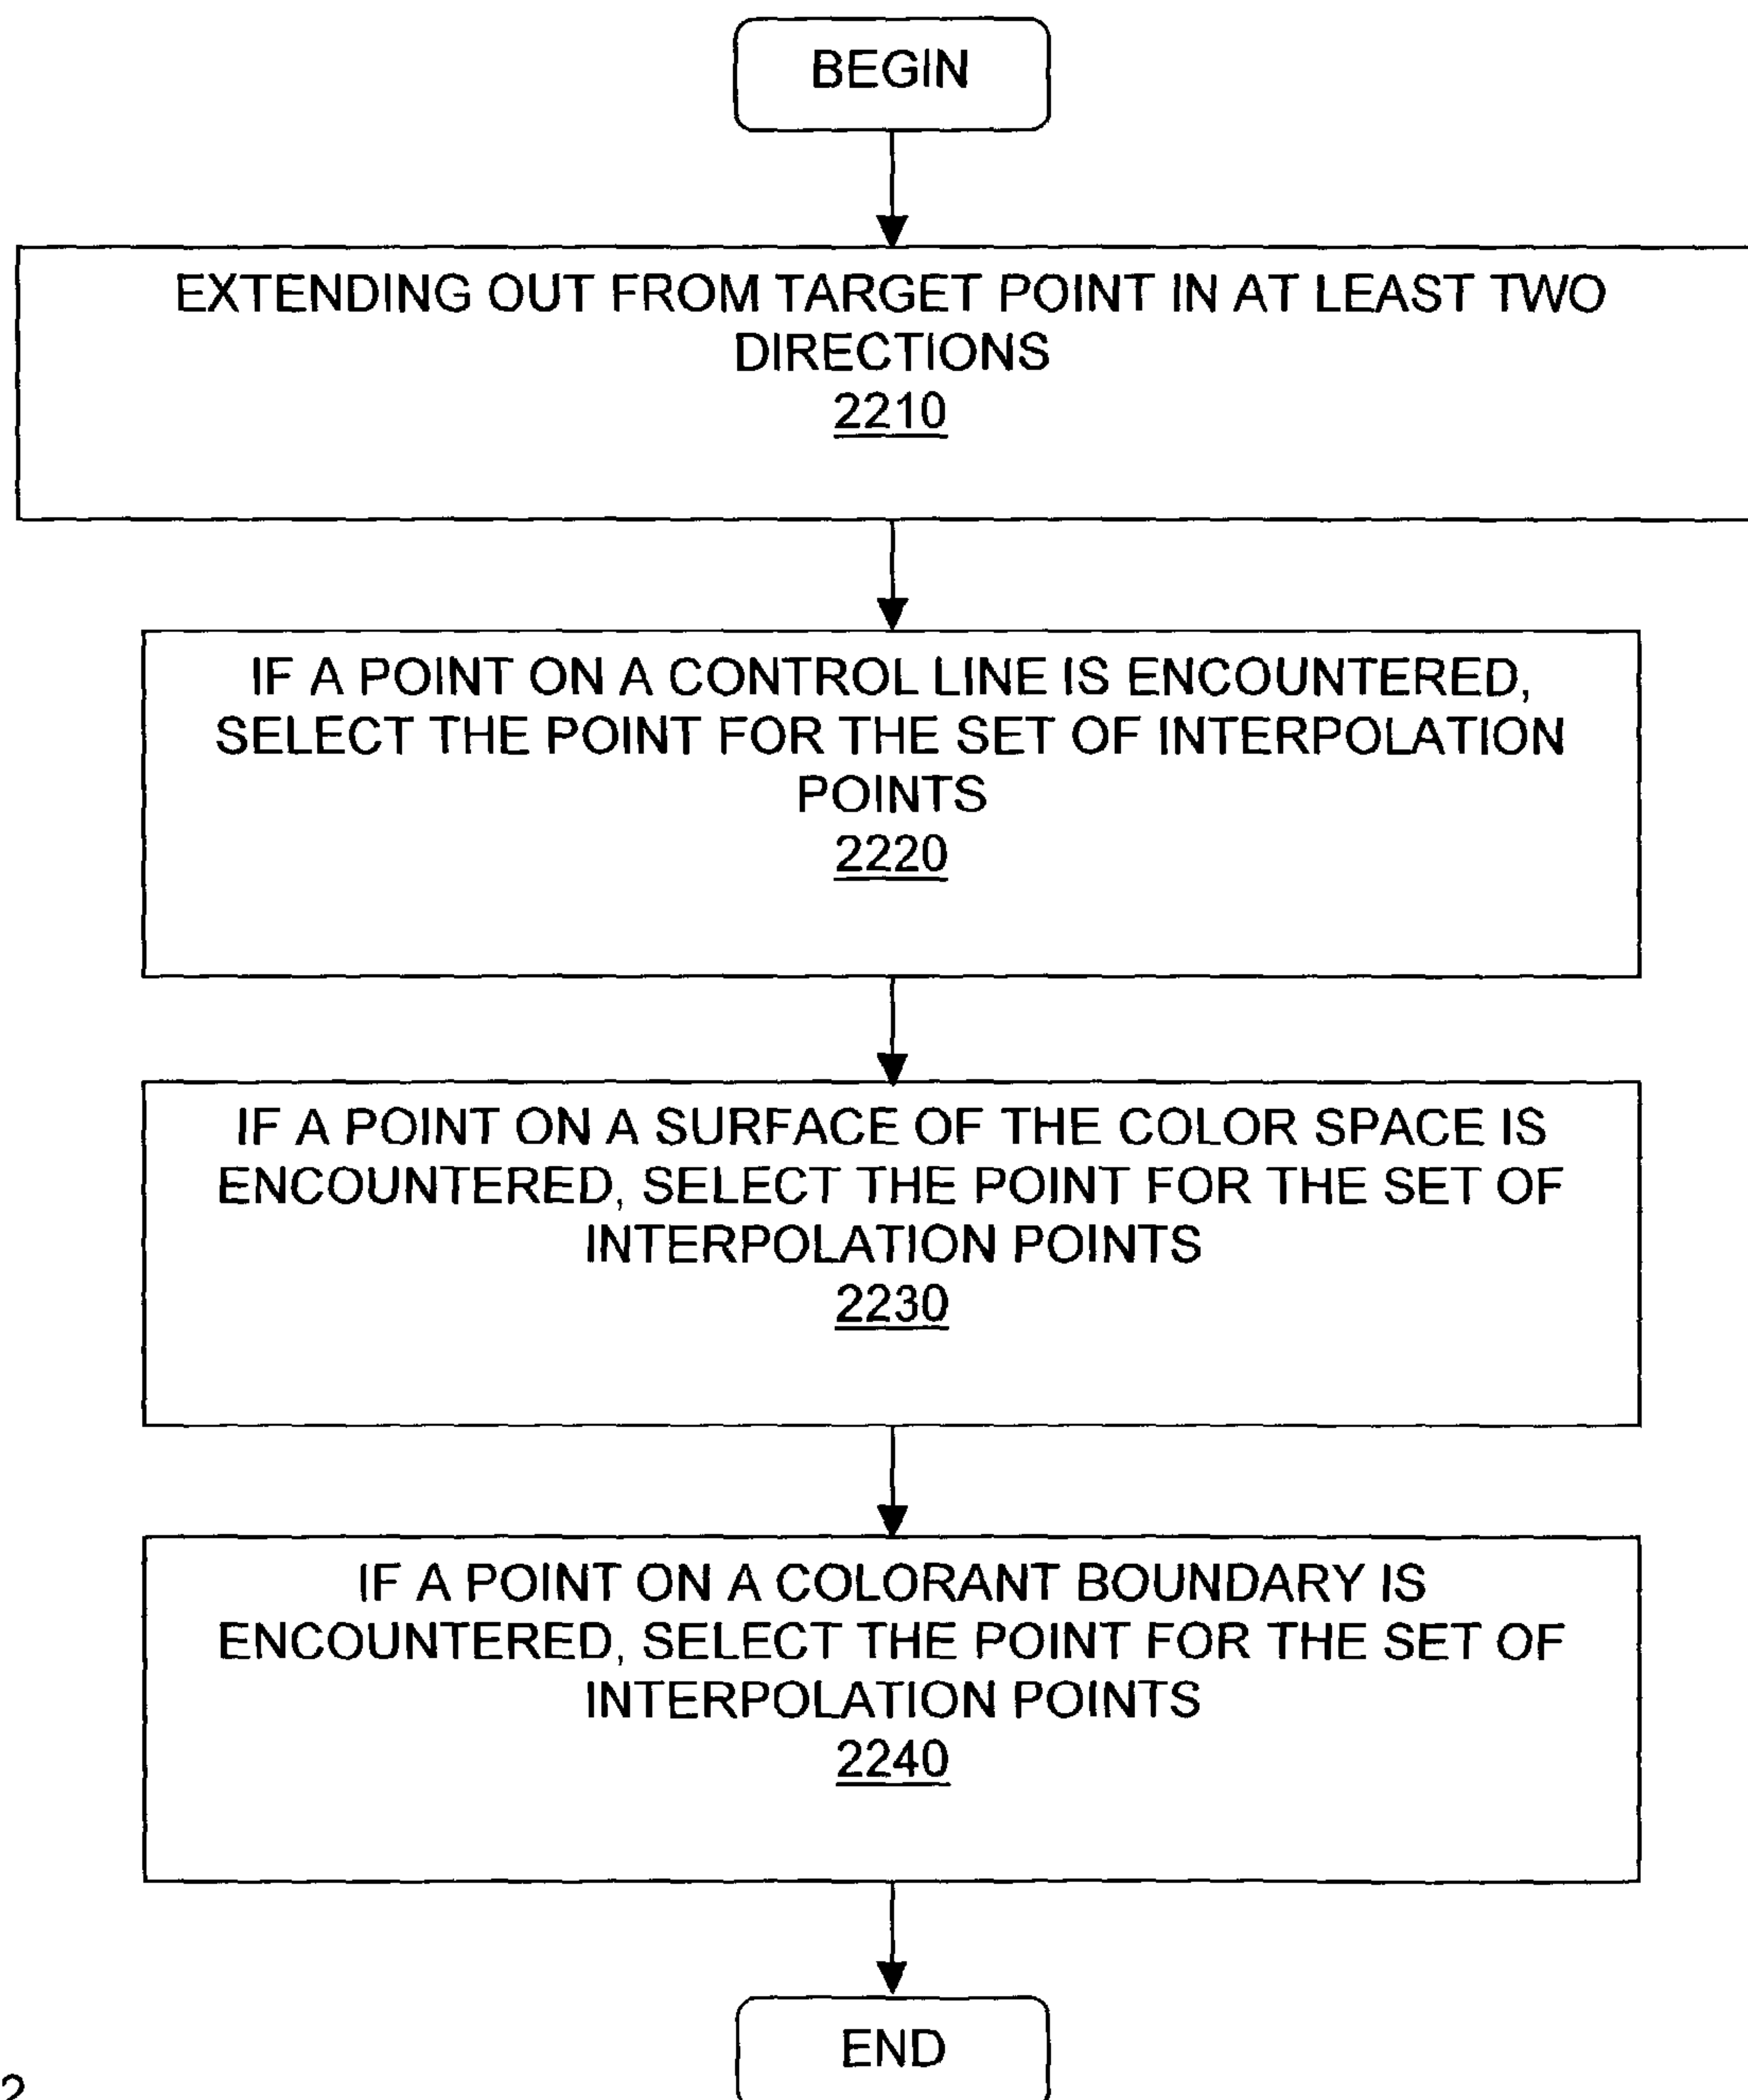 BEGIN
EXTENDING OUT FROM TARGET POINT IN AT LEAST TWO
DIRECTIONS
2210
IF A POINT ON A CONTROL LINE IS ENCOUNTERED,
SELECT THE POINT FOR THE SET OF INTERPOLATION
POINTS
2220
IF A POINT ON A SURFACE OF THE COLOR SPACE IS
ENCOUNTERED, SELECT THE POINT FOR THE SET OF
INTERPOLATION POINTS
2230
IF A POINT ON A COLORANT BOUNDARY IS
ENCOUNTERED, SELECT THE POINT FOR THE SET OF
INTERPOLATION POINTS
2240
END
2